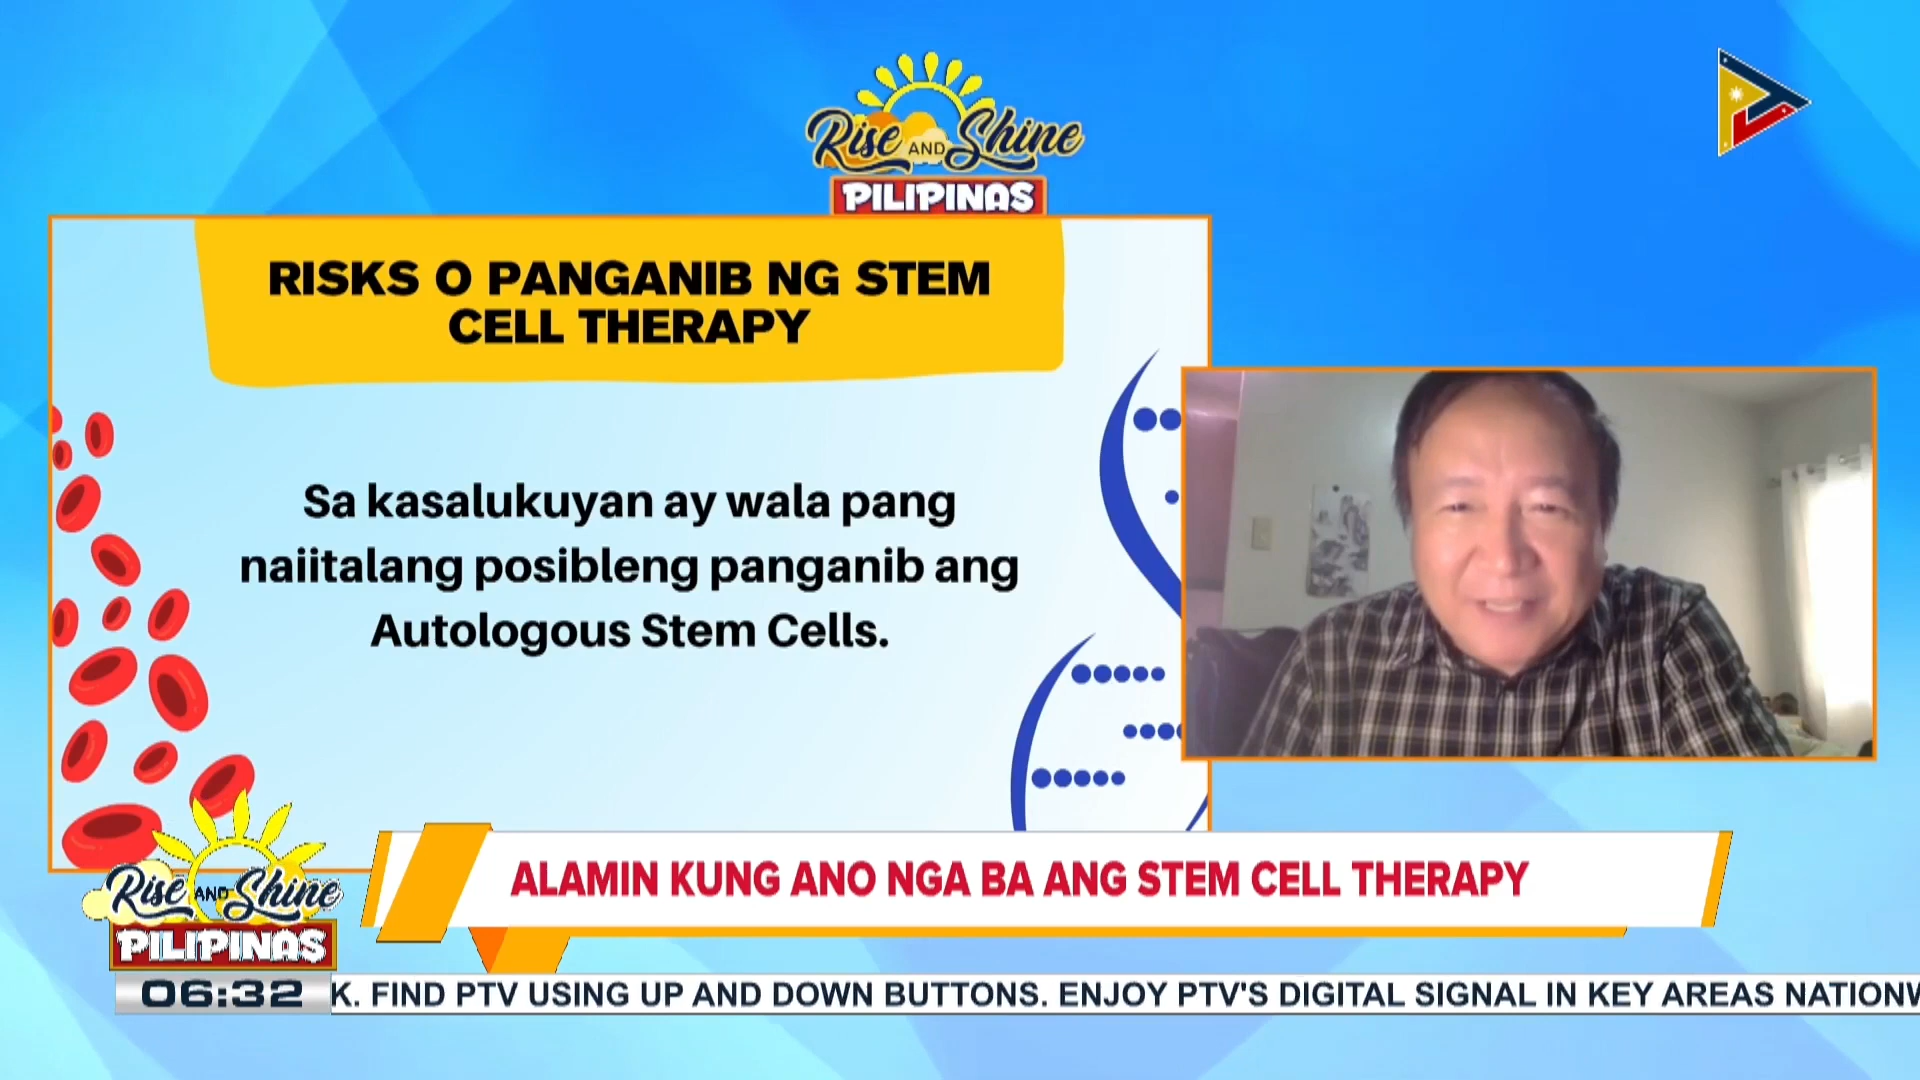 Rise AND Shine
PILIPINAS
RISKS O PANGANIB NG STEM
CELL THERAPY
Sa kasalukuyan ay wala pang
naiitalang posibleng panganib ang
Autologous Stem Cells.
ALAMIN KUNG ANO NGA BA ANG STEM CELL THERAPY
Rise AND Shine
PILIPINAS
06:32
K. FIND PTV USING UP AND DOWN BUTTONS. ENJOY PTV'S DIGITAL SIGNAL IN KEY AREAS NATIONW